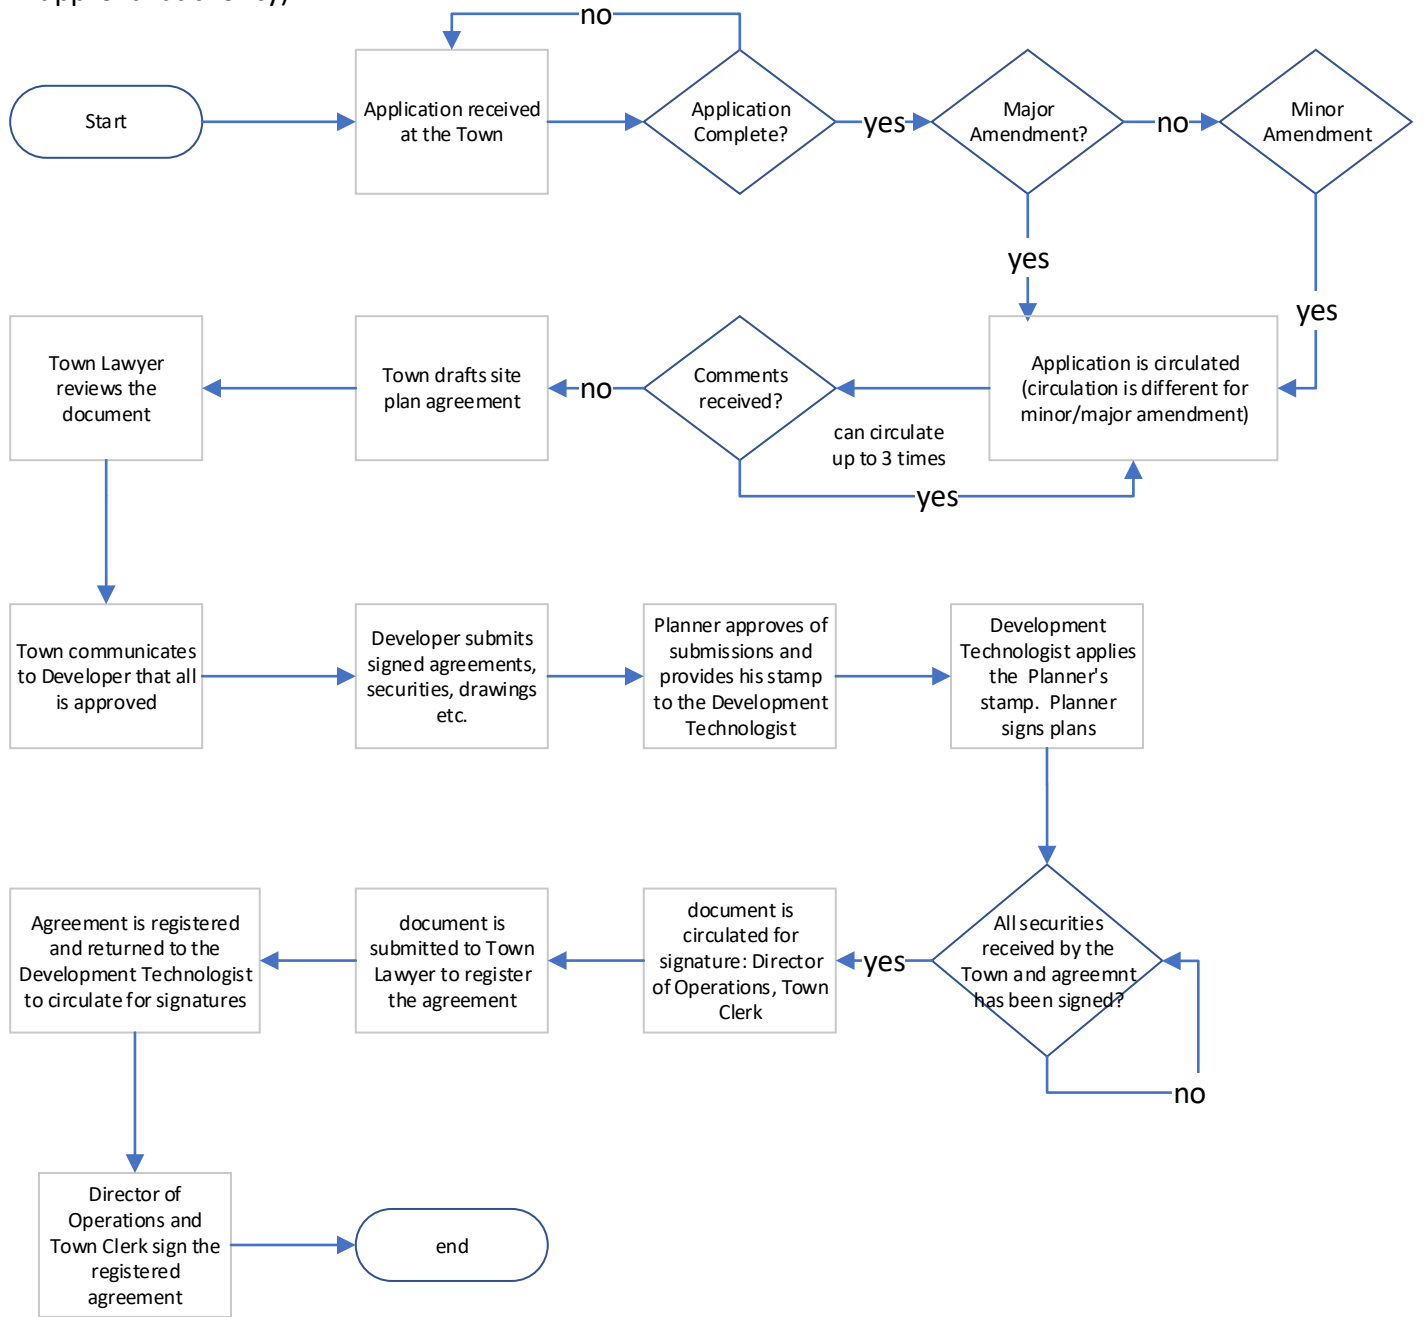 no
Start
Application received
at the Town
Application
Complete?
yes
Major
Amendment?
no
Minor
Amendment
yes
yes
Town Lawyer
reviews the
document
Town drafts site
plan agreement
no
Comments
received?
Application is circulated
(circulation is different for
minor/major amendment)
can circulate
up to 3 times
yes
Town communicates
to Developer that all
is approved
Developer submits
signed agreements,
securities, drawings
etc.
Planner approves of
submissions and
provides his stamp
to the Development
Technologist
Development
Technologist applies
the Planner's
stamp. Planner
signs plans
Agreement is registered
and returned to the
Development Technologist
to circulate for signatures
document is
submitted to Town
Lawyer to register
the agreement
document is
circulated for
signature: Director
of Operations, Town
Clerk
yes
All securities
received by the
Town and agreemnt
has been signed?
no
Director of
Operations and
Town Clerk sign the
registered
agreement
end